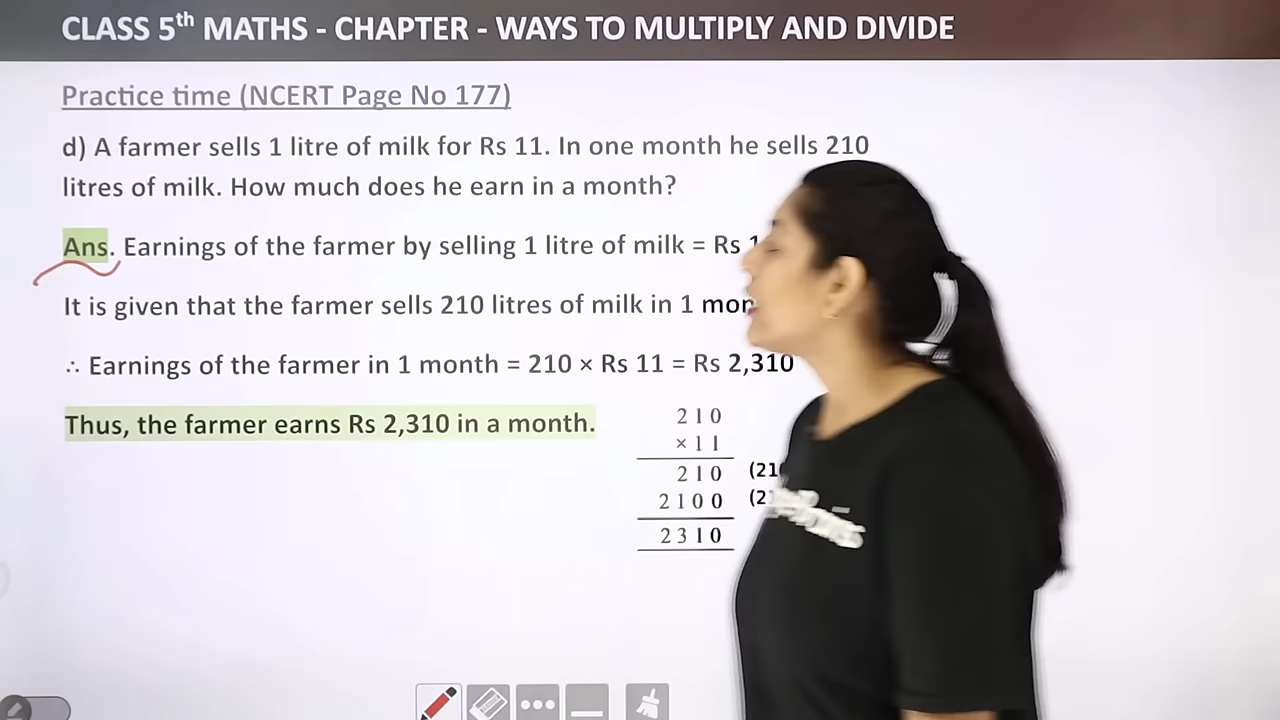 CLASS 5th MATHS - CHAPTER - WAYS TO MULTIPLY AND DIVIDE
Practice time (NCERT Page No 177)
d) A farmer sells 1 litre of milk for Rs 11. In one month he sells 210
litres of milk. How much does he earn in a month?
Ans. Earnings of the farmer by selling 1 litre of milk = Rs
It is given that the farmer sells 210 litres of milk in 1
∴ Earnings of the farmer in 1 month = 210 × Rs 11 = Rs 2,310
Thus, the farmer earns Rs 2,310 in a month.
210
×11
210
2100
2310